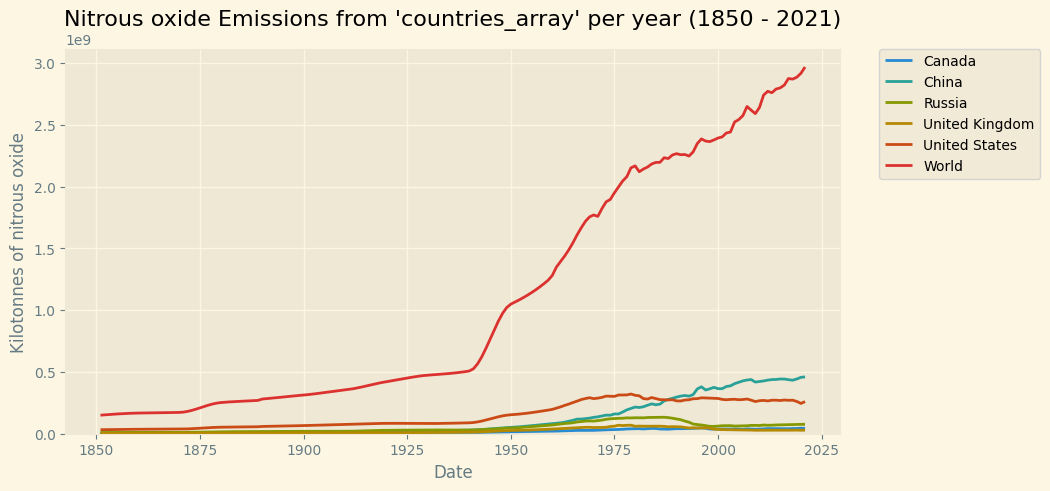 Nitrous oxide Emissions from 'countries_array' per year (1850 - 2021)
1e9
3.0
2.5
2.0
1.5
1.0
0.5
0.0
Kilotonnes of nitrous oxide
1850
1875
1900
1925
1950
1975
2000
2025
Date
Canada
China
Russia
United Kingdom
United States
World